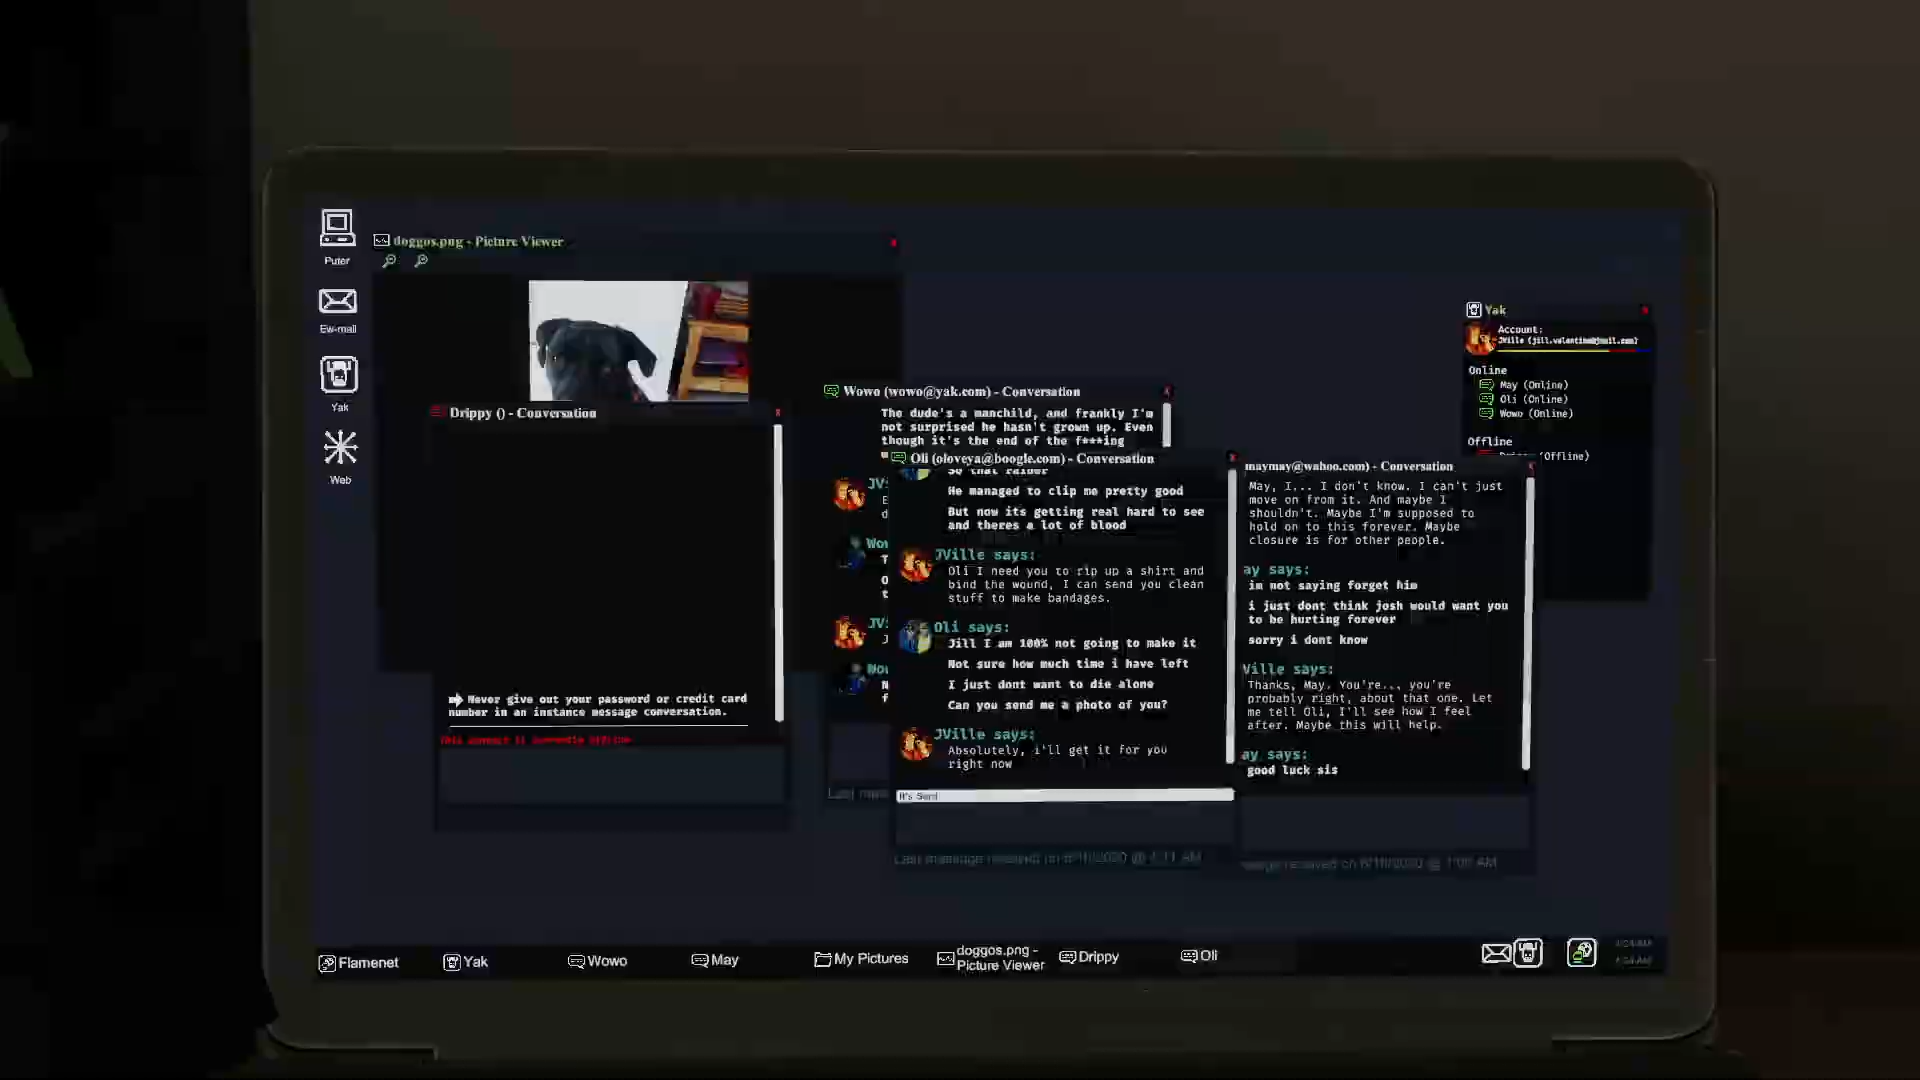 Puter
Ew-mail
Yak
Web
doggos.png - Picture Viewer
Drippy () - Conversation
Never give out your password or credit card
number in an instance message conversation.
Wowo (wowo@yak.com) - Conversation
The dude's a manchild, and frankly I'm
not surprised he hasn't grown up. Even
though it's the end of the f***ing
Oli (oloveya@boogle.com) - Conversation
So that raider
He managed to clip me pretty good
But now its getting real hard to see
and theres a lot of blood
JVille says:
Oli I need you to rip up a shirt and
bind the wound, I can send you clean
stuff to make bandages.
Oli says:
Jill I am 100% not going to make it
Not sure how much time i have left
I just dont want to die alone
Can you send me a photo of you?
JVille says:
Absolutely, i'll get it for you
right now
maymay@wahoo.com) - Conversation
May, I... I don't know. I can't just
move on from it. And maybe I
shouldn't. Maybe I'm supposed to
hold on to this forever. Maybe
closure is for other people.
ay says:
im not saying forget him
i just dont think josh would want you
to be hurting forever
sorry i dont know
Ville says:
Thanks, May. You're... you're
probably right, about that one. Let
me tell Oli, I'll see how I feel
after. Maybe this will help.
ay says:
good luck sis
Yak
Account:
JVille
Online
May (Online)
Oli (Online)
Wowo (Online)
Offline
(Offline)
Flamenet
Yak
Wowo
May
My Pictures
doggos.png -
Picture Viewer
Drippy
Oli